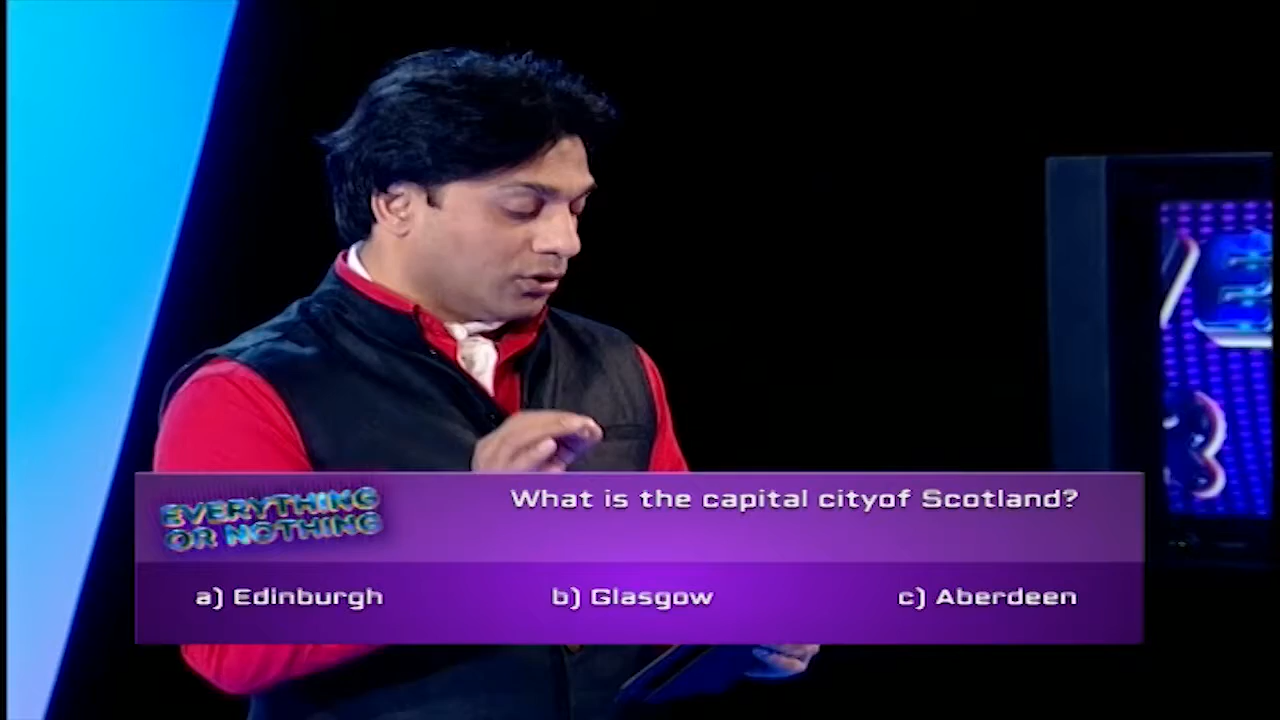 What is the capital cityof Scotland?
EVERYTHING
OR NOTHING
a) Edinburgh
b) Glasgow
c) Aberdeen